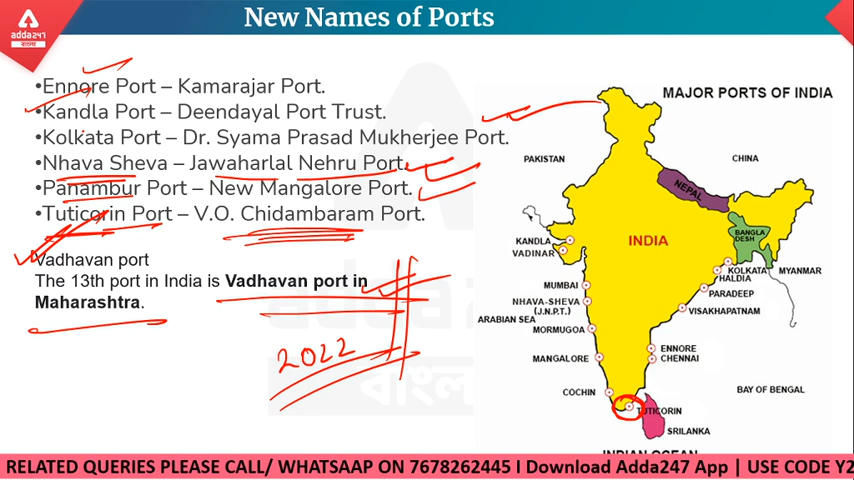 New Names of Ports
adda247
বাংলা
•Ennore Port – Kamarajar Port.
•Kandla Port – Deendayal Port Trust.
•Kolkata Port – Dr. Syama Prasad Mukherjee Port.
•Nhava Sheva – Jawaharlal Nehru Port.
•Panambur Port – New Mangalore Port.
•Tuticorin Port – V.O. Chidambaram Port.
Vadhavan port
The 13th port in India is Vadhavan port in
Maharashtra.
2022
বাংলা
MAJOR PORTS OF INDIA
PAKISTAN
CHINA
NEPAL
INDIA
BANGLA
DESH
KANDLA
VADINAR
KOLKATA
MYANMAR
HALDIA
MUMBAI
PARADEEP
NHAVA-SHEVA
(J.N.P.T.)
VISAKHAPATNAM
ARABIAN SEA
MORMUGOA
ENNORE
MANGALORE
CHENNAI
COCHIN
BAY OF BENGAL
TUTICORIN
SRILANKA
INDIAN OCEAN
RELATED QUERIES PLEASE CALL/ WHATSAAP ON 7678262445 I Download Adda247 App | USE CODE Y2